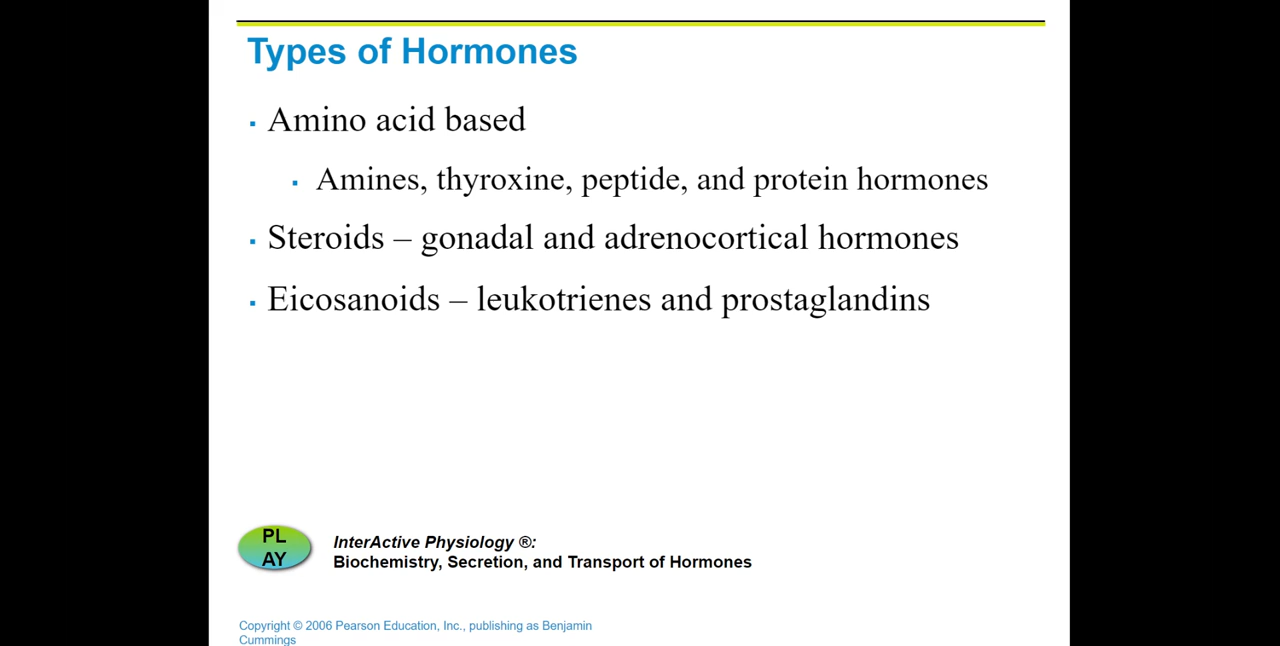 Types of Hormones
▪ Amino acid based
▪ Amines, thyroxine, peptide, and protein hormones
▪ Steroids – gonadal and adrenocortical hormones
▪ Eicosanoids – leukotrienes and prostaglandins
PL
AY
InterActive Physiology ®:
Biochemistry, Secretion, and Transport of Hormones
Copyright © 2006 Pearson Education, Inc., publishing as Benjamin
Cummings